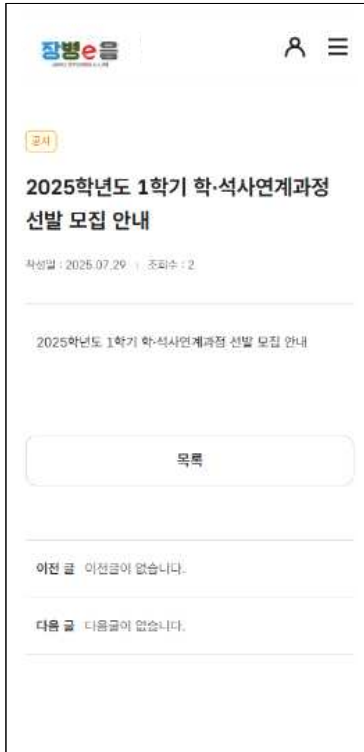 장병e음
공지
2025학년도 1학기 학·석사연계과정
선발 모집 안내
작성일 : 2025.07.29 | 조회수 : 2
2025학년도 1학기 학·석사연계과정 선발 모집 안내
목록
이전 글 이전글이 없습니다.
다음 글 다음글이 없습니다.